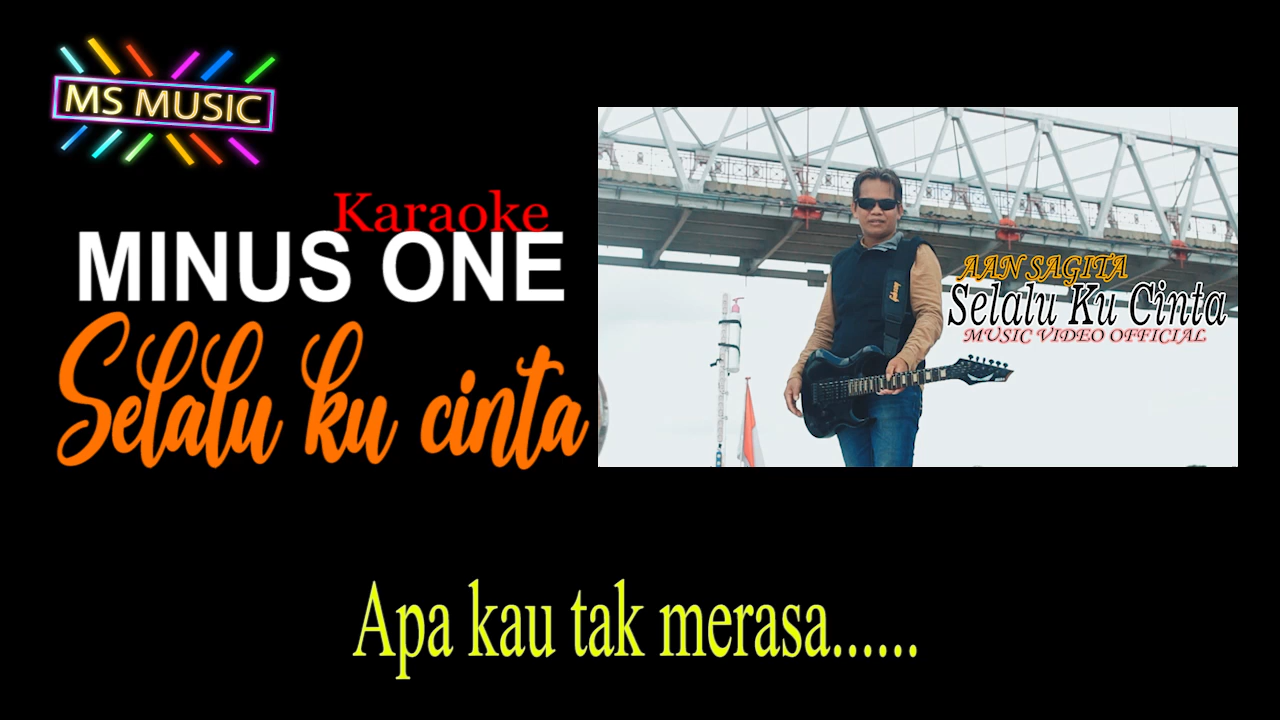 MS MUSIC
Karaoke
MINUS ONE
Selalu ku cinta
AAN SAGITA
Selalu Ku Cinta
MUSIC VIDEO OFFICIAL
Apa kau tak merasa......